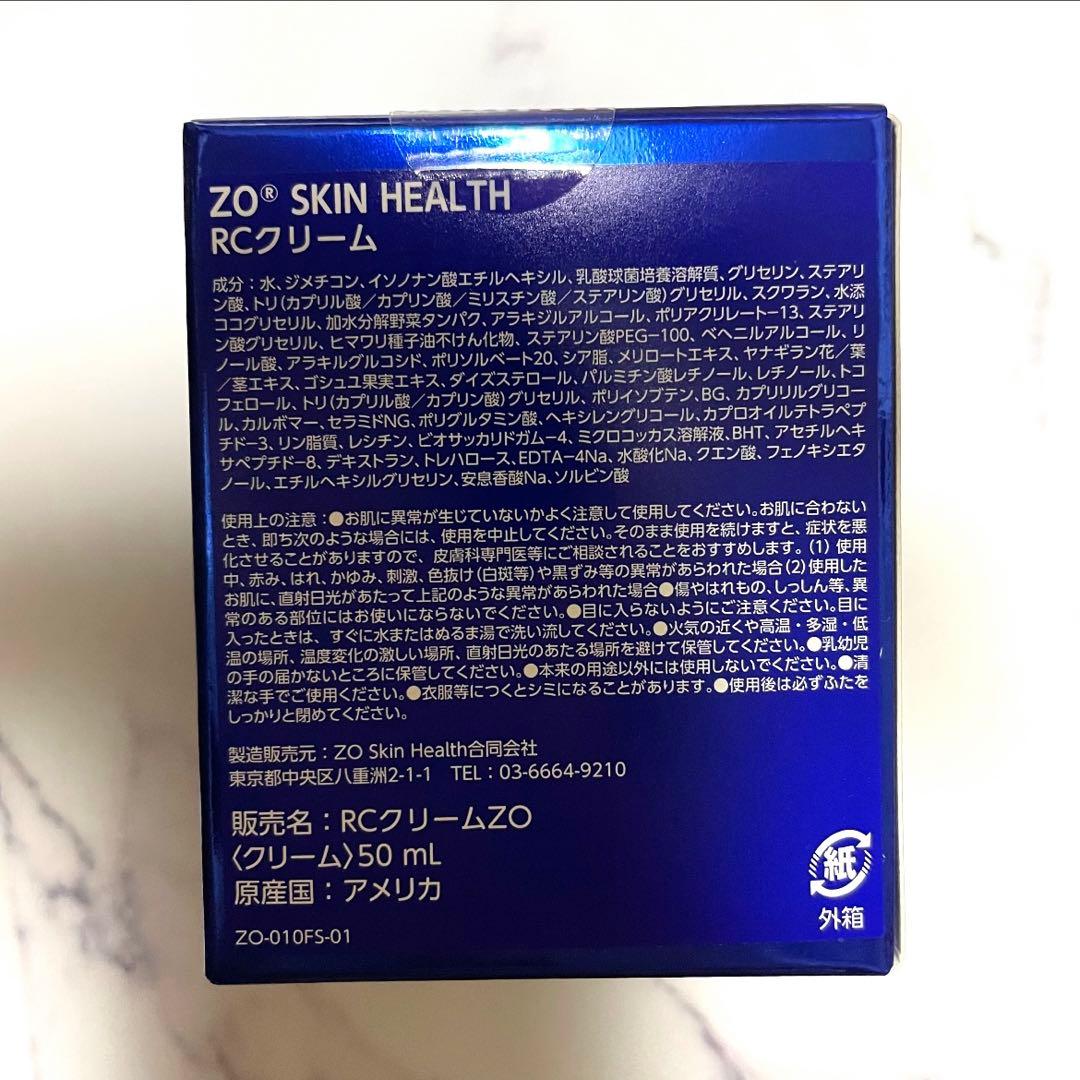 ZO® SKIN HEALTH
RCクリーム
成分：水、ジメチコン、イソノナン酸エチルヘキシル、乳酸球菌培養溶解質、グリセリン、ステアリ
ン酸、トリ(カプリル酸／カプリン酸／ミリスチン酸／ステアリン酸)グリセリル、スクワラン、水添
ココグリセリル、加水分解野菜タンパク、アラキジルアルコール、ポリアクリレート-13、ステアリ
ン酸グリセリル、ヒマワリ種子油不けん化物、ステアリン酸PEG-100、ベヘニルアルコール、リ
ノール酸、アラキルグルコシド、ポリソルベート20、シア脂、メリロートエキス、ヤナギラン花／葉
／茎エキス、ゴシュユ果実エキス、ダイズステロール、パルミチン酸レチノール、レチノール、トコ
フェロール、トリ(カプリル酸／カプリン酸)グリセリル、ポリイソブテン、BG、カプリリルグリコー
ル、カルボマー、セラミドNG、ポリグルタミン酸、ヘキシレングリコール、カプロオイルテトラペプ
チド-3、リン脂質、レシチン、ビオサッカリドガム-4、ミクロコッカス溶解液、BHT、アセチルヘキ
サペプチド-8、デキストラン、トレハロース、EDTA-4Na、水酸化Na、クエン酸、フェノキシエタ
ノール、エチルヘキシルグリセリン、安息香酸Na、ソルビン酸
使用上の注意：●お肌に異常が生じていないかよく注意して使用してください。お肌に合わない
とき、即ち次のような場合には、使用を中止してください。そのまま使用を続けますと、症状を悪
化させることがありますので、皮膚科専門医等にご相談されることをおすすめします。(1) 使用
中、赤み、はれ、かゆみ、刺激、色抜け(白斑等)や黒ずみ等の異常があらわれた場合(2)使用した
お肌に、直射日光があたって上記のような異常があらわれた場合●傷やはれもの、しっしん等、異
常のある部位にはお使いにならないでください。●目に入らないようにご注意ください。目に
入ったときは、すぐに水またはぬるま湯で洗い流してください。●火気の近くや高温・多湿・低
温の場所、温度変化の激しい場所、直射日光のあたる場所を避けて保管してください。●乳幼児
の手の届かないところに保管してください。●本来の用途以外には使用しないでください。●清
潔な手でご使用ください。●衣服等につくとシミになることがあります。●使用後は必ずふたを
しっかりと閉めてください。
製造販売元：ZO Skin Health合同会社
東京都中央区八重洲2-1-1 TEL：03-6664-9210
販売名：RCクリームZO
〈クリーム〉50 mL
原産国：アメリカ
紙
外箱
ZO-010FS-01